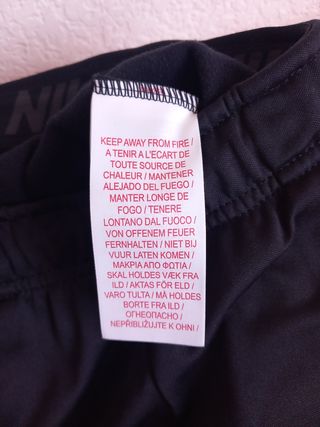 NIK
KEEP AWAY FROM FIRE /
A TENIR A L'ECART DE
TOUTE SOURCE DE
CHALEUR / MANTENER
ALEJADO DEL FUEGO /
MANTER LONGE DE
FOGO / TENERE
LONTANO DAL FUOCO /
VON OFFENEM FEUER
FERNHALTEN / NIET BIJ
VUUR LATEN KOMEN /
ΜΑΚΡΙΑ ΑΠΟ ΦΩΤΙΑ /
SKAL HOLDES VÆK FRA
ILD / AKTAS FÖR ELD /
VARO TULTA / MÅ HOLDES
BORTE FRA ILD /
ОГНЕОПАСНО /
NEPŘIBLIŽUJTE K OHNI /